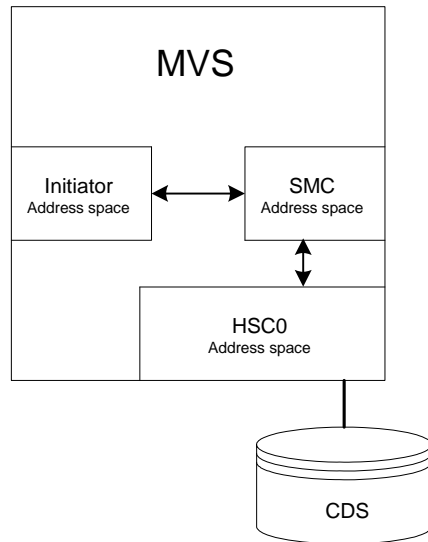 MVS
Initiator
Address space
SMC
Address space
HSC0
Address space
CDS